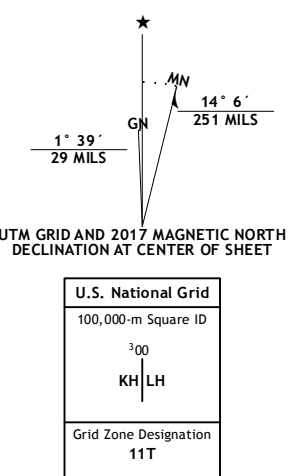 ★
MN
GN
14° 6´
251 MILS
1° 39´
29 MILS
UTM GRID AND 2017 MAGNETIC NORTH
DECLINATION AT CENTER OF SHEET
U.S. National Grid
100,000-m Square ID
³00
KH LH
Grid Zone Designation
11T